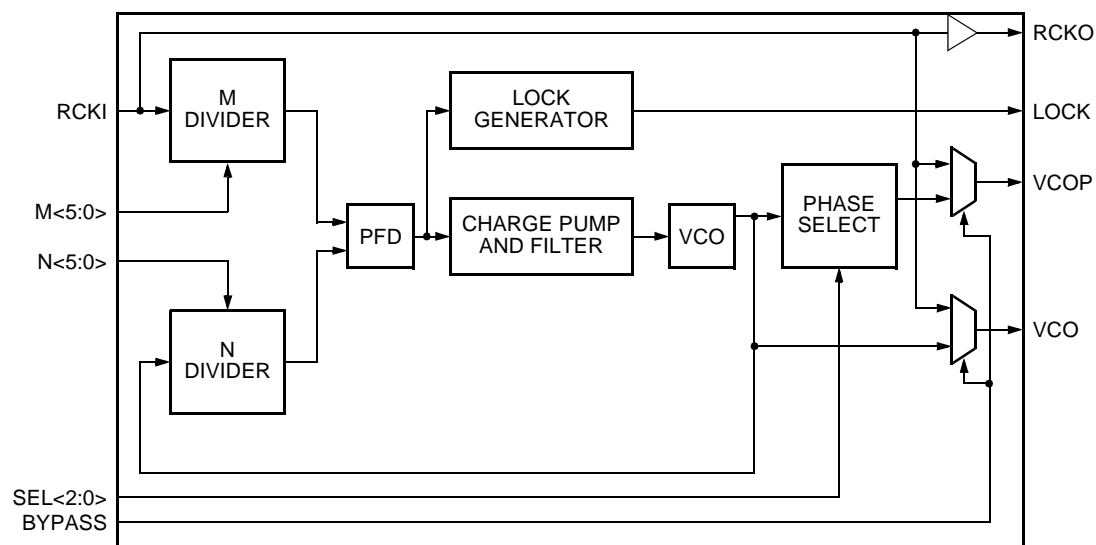 RCKO
M
DIVIDER
LOCK
GENERATOR
RCKI
LOCK
M<5:0>
PHASE
SELECT
VCOP
PFD
CHARGE PUMP
AND FILTER
VCO
N<5:0>
N
DIVIDER
VCO
SEL<2:0>
BYPASS